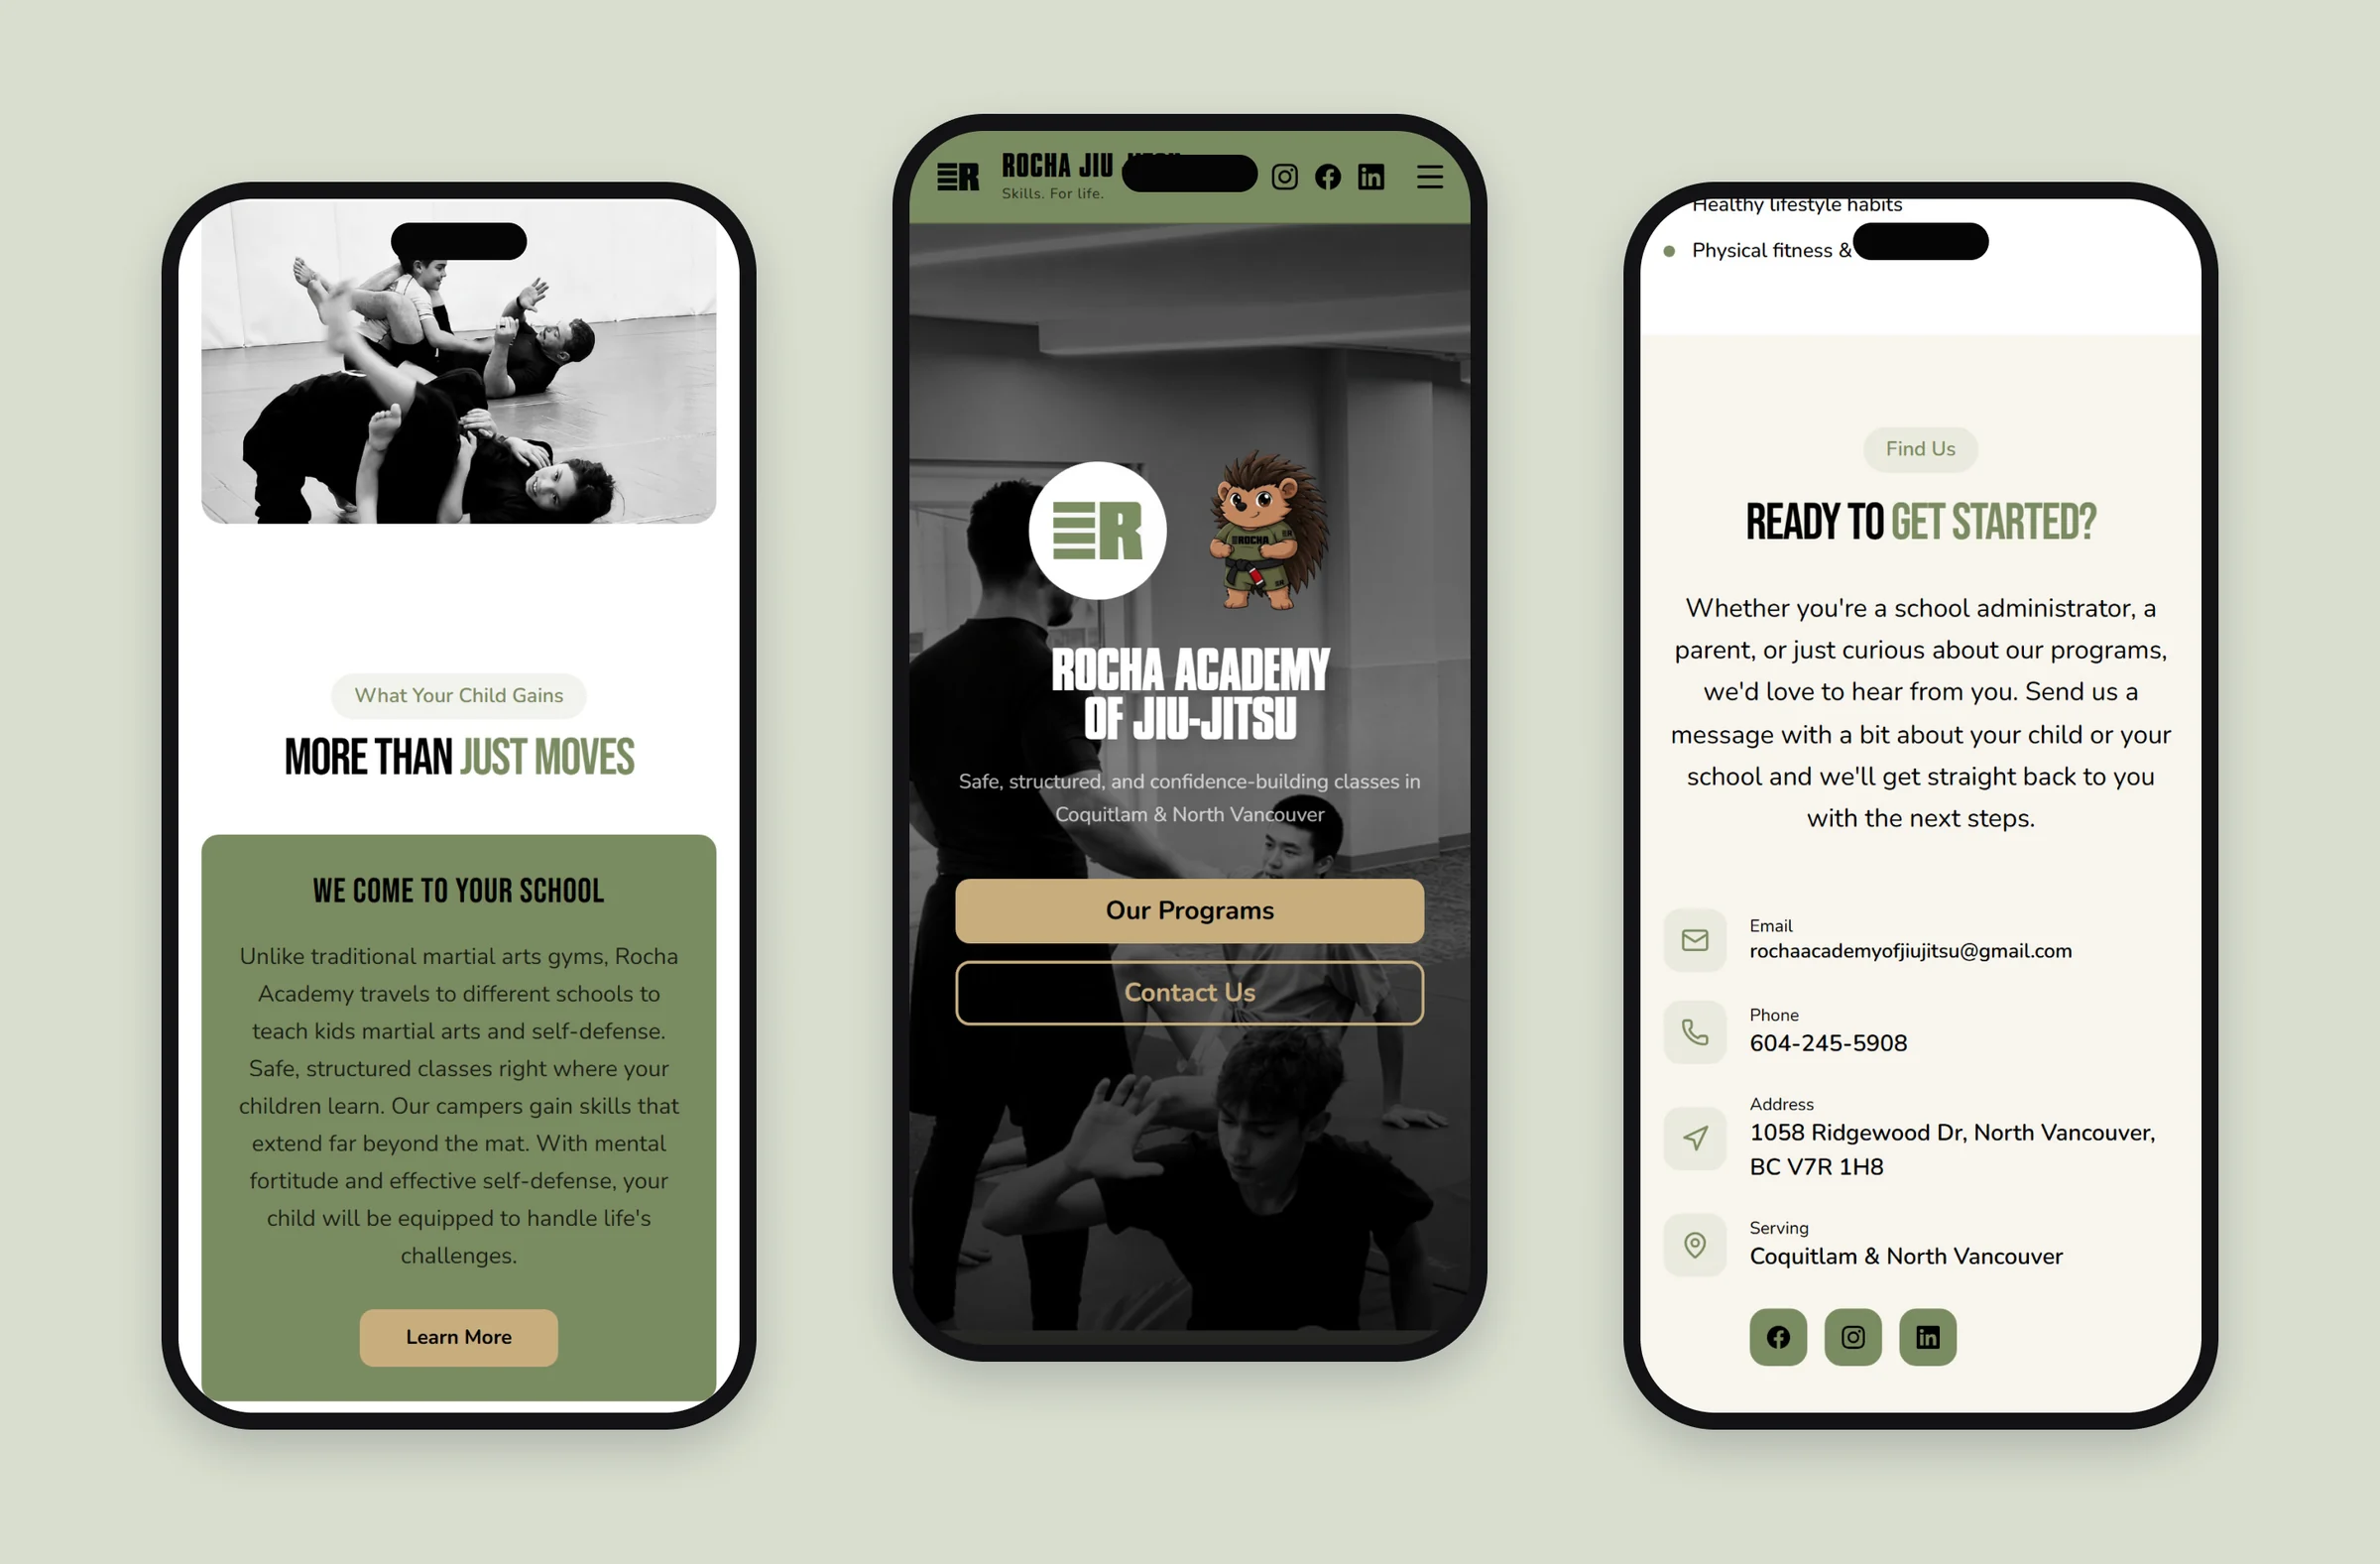 What Your Child Gains
MORE THAN JUST MOVES
WE COME TO YOUR SCHOOL
Unlike traditional martial arts gyms, Rocha
Academy travels to different schools to
teach kids martial arts and self-defense.
Safe, structured classes right where your
children learn. Our campers gain skills that
extend far beyond the mat. With mental
fortitude and effective self-defense, your
child will be equipped to handle life's
challenges.
Learn More
ER
ROCHA JIU
Skills. For life.
ER
ROCHA
ROCHA ACADEMY
OF JIU-JITSU
Safe, structured, and confidence-building classes in
Coquitlam & North Vancouver
Our Programs
Contact Us
Healthy lifestyle habits
Physical fitness &
Find Us
READY TO GET STARTED?
Whether you're a school administrator, a
parent, or just curious about our programs,
we'd love to hear from you. Send us a
message with a bit about your child or your
school and we'll get straight back to you
with the next steps.
Email
rochaacademyofjiujitsu@gmail.com
Phone
604-245-5908
Address
1058 Ridgewood Dr, North Vancouver,
BC V7R 1H8
Serving
Coquitlam & North Vancouver